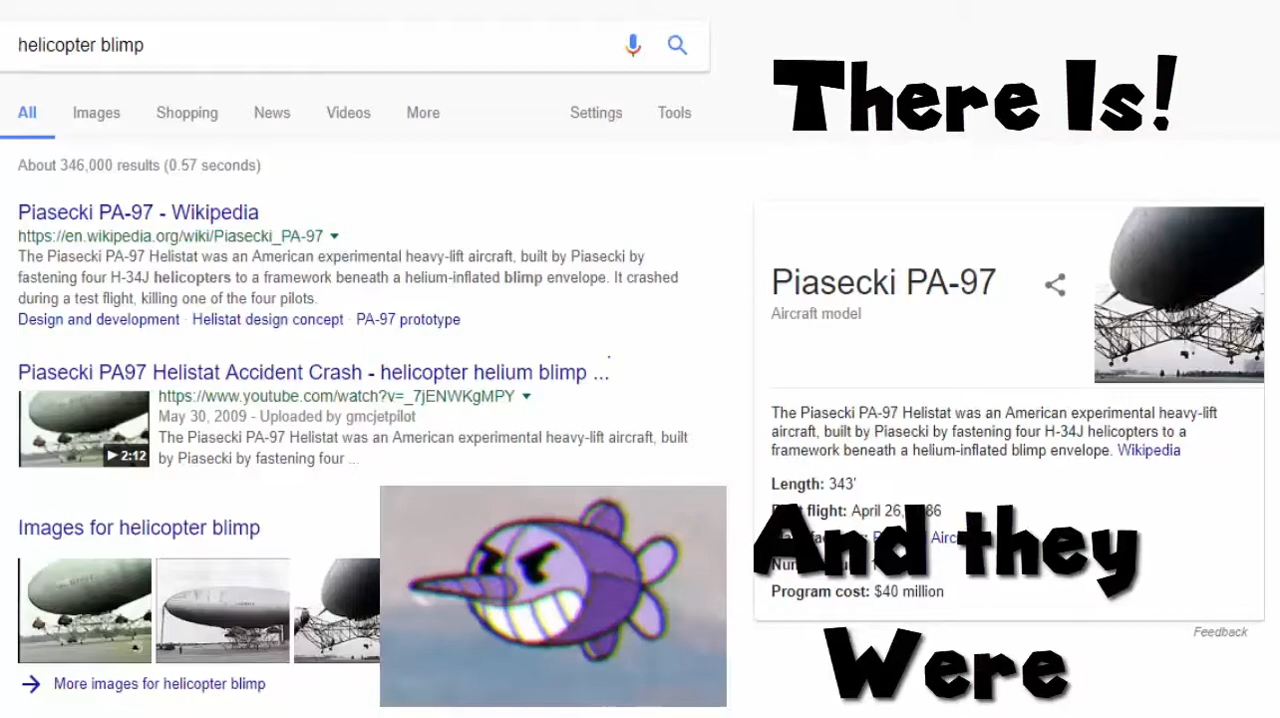 helicopter blimp
All Images Shopping News Videos More Settings Tools
About 346,000 results (0.57 seconds)
Piasecki PA-97 - Wikipedia
https://en.wikipedia.org/wiki/Piasecki_PA-97
The Piasecki PA-97 Helistat was an American experimental heavy-lift aircraft, built by Piasecki by
fastening four H-34J helicopters to a framework beneath a helium-inflated blimp envelope. It crashed
during a test flight, killing one of the four pilots.
Design and development · Helistat design concept · PA-97 prototype
Piasecki PA97 Helistat Accident Crash - helicopter helium blimp ...
https://www.youtube.com/watch?v=_7jENWKgMPY
May 30, 2009 - Uploaded by gmcjetpilot
The Piasecki PA-97 Helistat was an American experimental heavy-lift aircraft, built
by Piasecki by fastening four ...
2:12
Images for helicopter blimp
More images for helicopter blimp
There Is!
Piasecki PA-97
Aircraft model
The Piasecki PA-97 Helistat was an American experimental heavy-lift
aircraft, built by Piasecki by fastening four H-34J helicopters to a
framework beneath a helium-inflated blimp envelope. Wikipedia
Length: 343'
flight: April 26,
And they
Program cost: $40 million
Feedback
Were